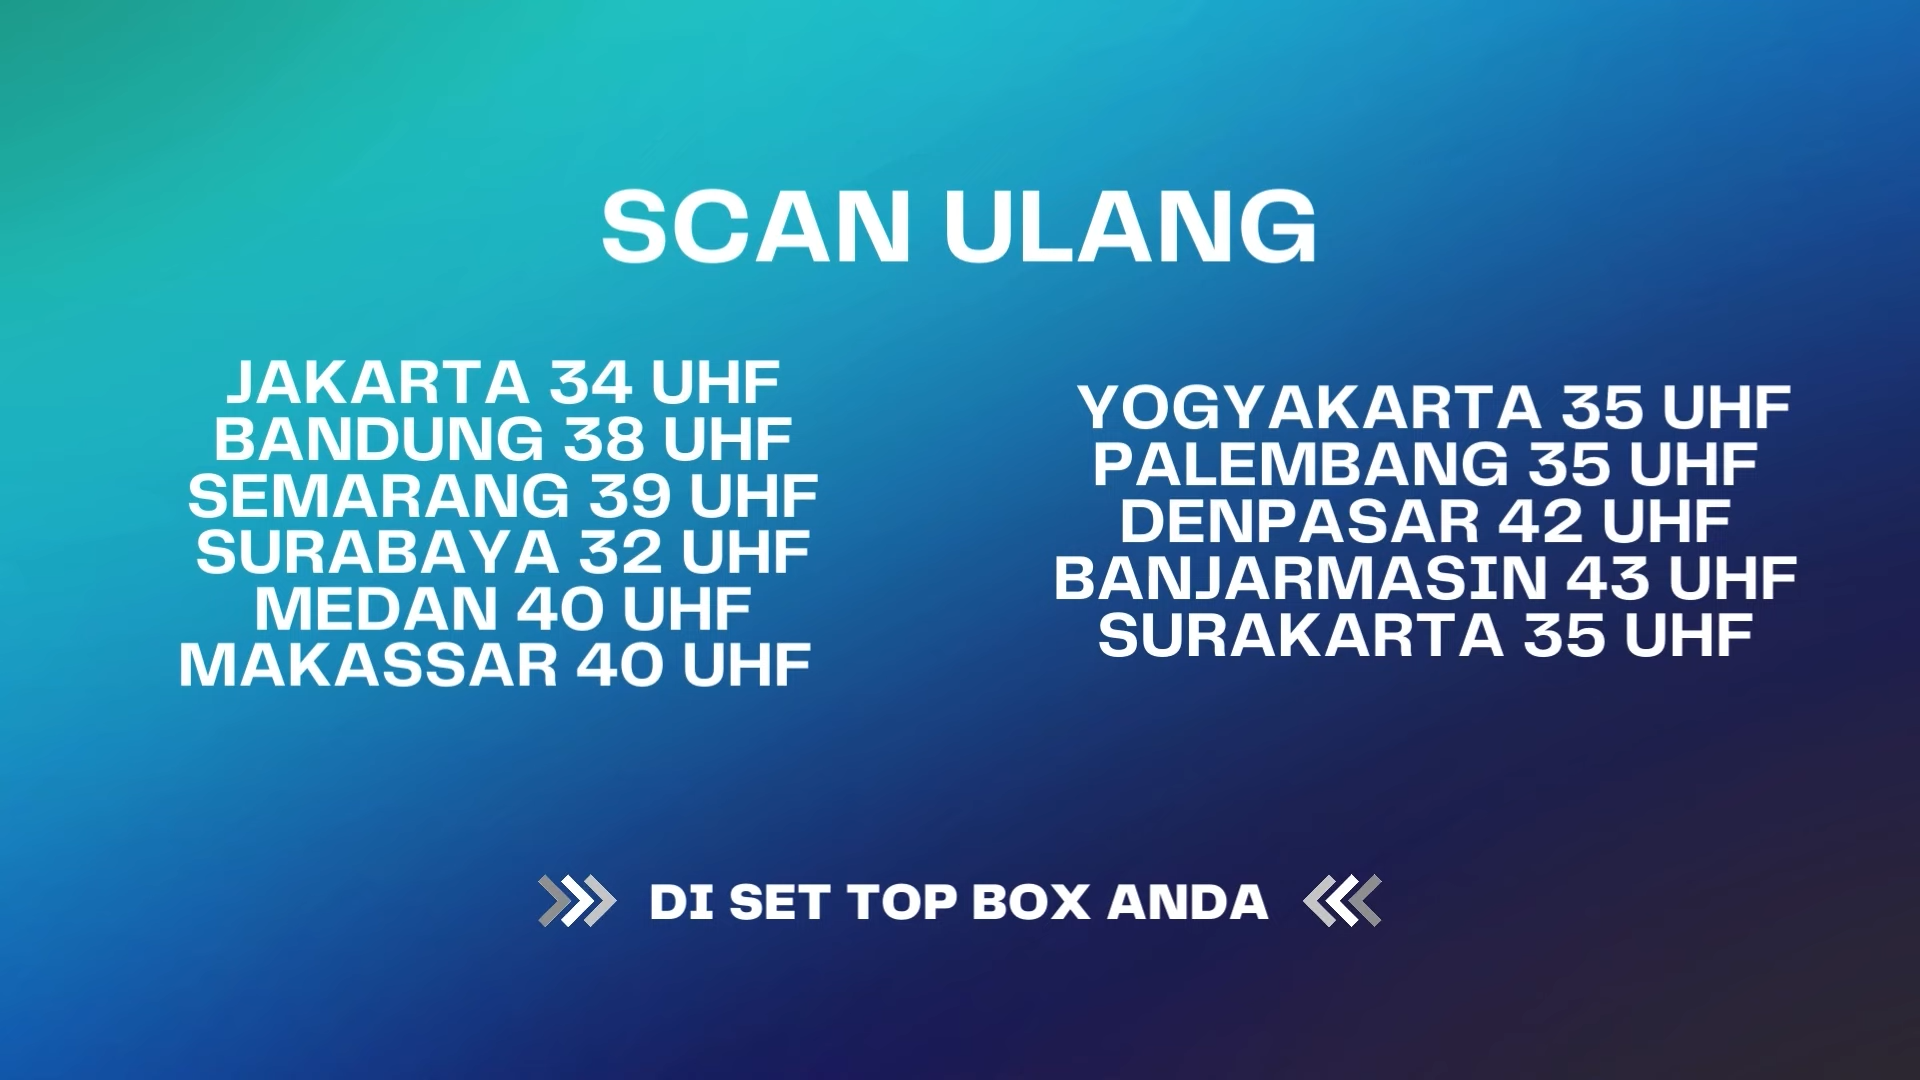 SCAN ULANG
JAKARTA 34 UHF
BANDUNG 38 UHF
SEMARANG 39 UHF
SURABAYA 32 UHF
MEDAN 40 UHF
MAKASSAR 40 UHF
YOGYAKARTA 35 UHF
PALEMBANG 35 UHF
DENPASAR 42 UHF
BANJARMASIN 43 UHF
SURAKARTA 35 UHF
DI SET TOP BOX ANDA